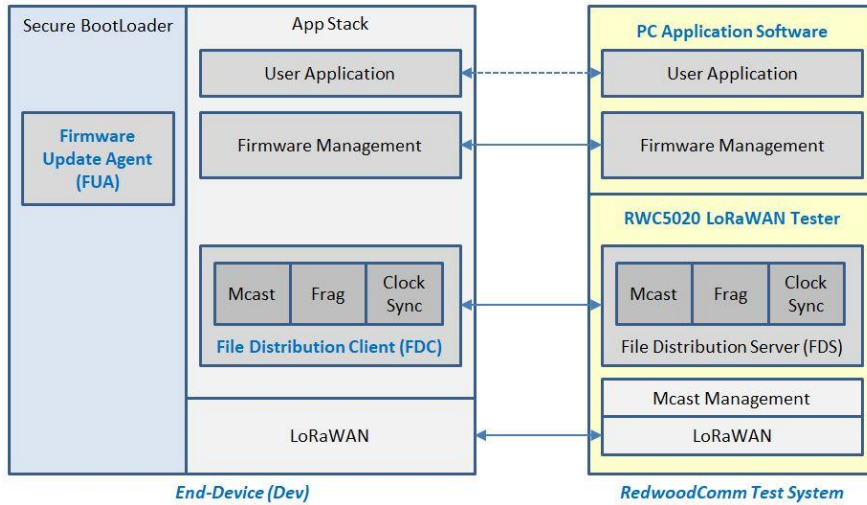 Secure BootLoader
Firmware
Update Agent
(FUA)
App Stack
User Application
Firmware Management
Mcast
Frag
Clock
Sync
File Distribution Client (FDC)
LoRaWAN
End-Device (Dev)
PC Application Software
User Application
Firmware Management
RWC5020 LoRaWAN Tester
Mcast
Frag
Clock
Sync
File Distribution Server (FDS)
Mcast Management
LoRaWAN
RedwoodComm Test System